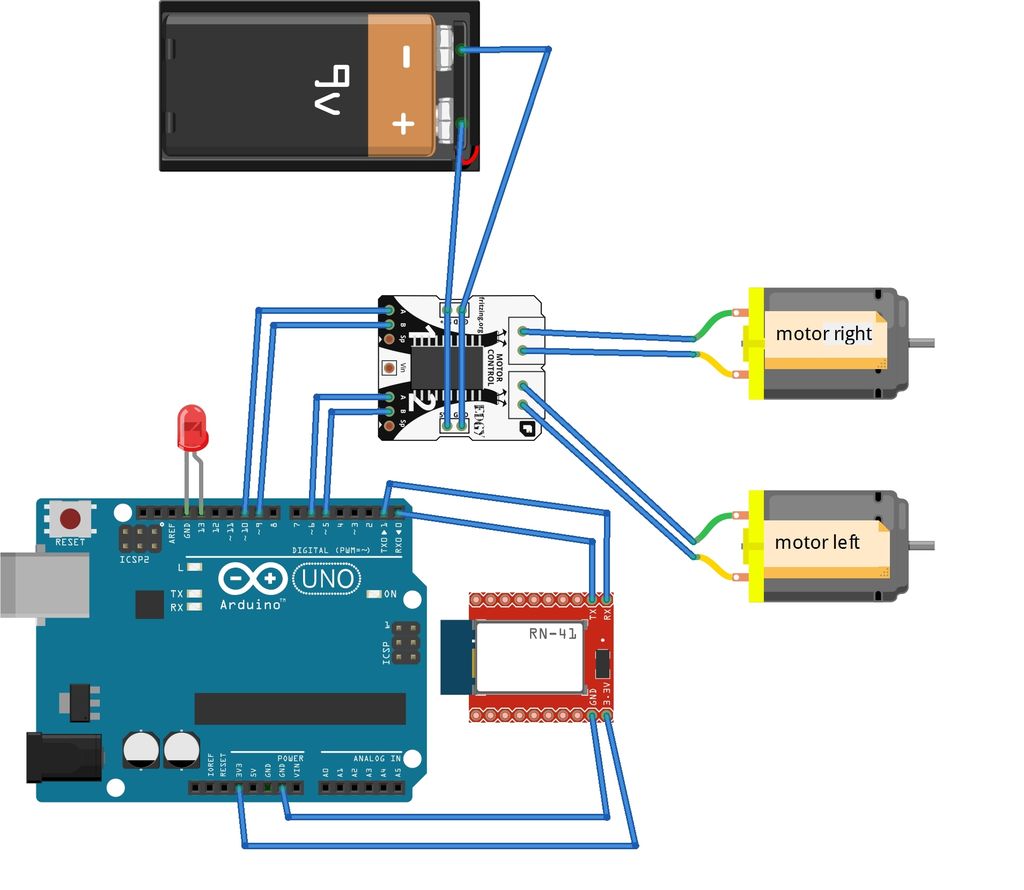 9v
-
+
fritzing.org
A
B
Sp
1
Vin
MOTOR
CONTROL
2
A
B
Sp
motor right
motor left
RESET
ICSP2
AREF
GND
13
12
~11
~10
~9
8
7
~6
~5
4
~3
2
TX0▶1
RX0◀0
DIGITAL (PWM=~)
L
TX
RX
UNO
Arduino™
ON
1
ICSP
TX
RX
RN-41
GND
3.3V
POWER
ANALOG IN
IOREF
RESET
3V3
5V
GND
GND
VIN
A0
A1
A2
A3
A4
A5